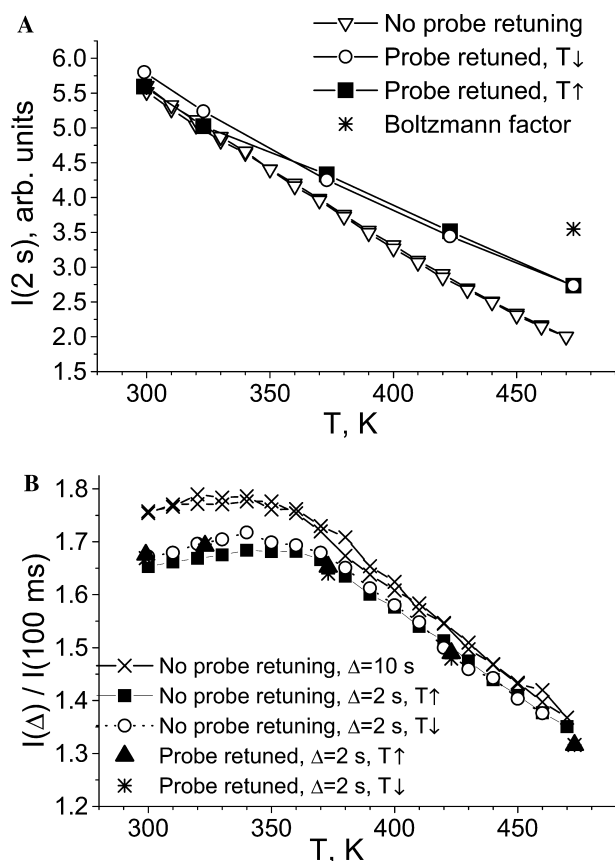 A
No probe retuning
Probe retuned, T↓
Probe retuned, T↑
Boltzmann factor
6.0
5.5
5.0
4.5
4.0
3.5
3.0
2.5
2.0
1.5
I(2 s), arb. units
300
350
400
450
T, K
B
1.8
1.7
1.6
1.5
1.4
1.3
1.2
I(Δ) / I(100 ms)
No probe retuning, Δ=10 s
No probe retuning, Δ=2 s, T↑
No probe retuning, Δ=2 s, T↓
Probe retuned, Δ=2 s, T↑
Probe retuned, Δ=2 s, T↓
300
350
400
450
T, K